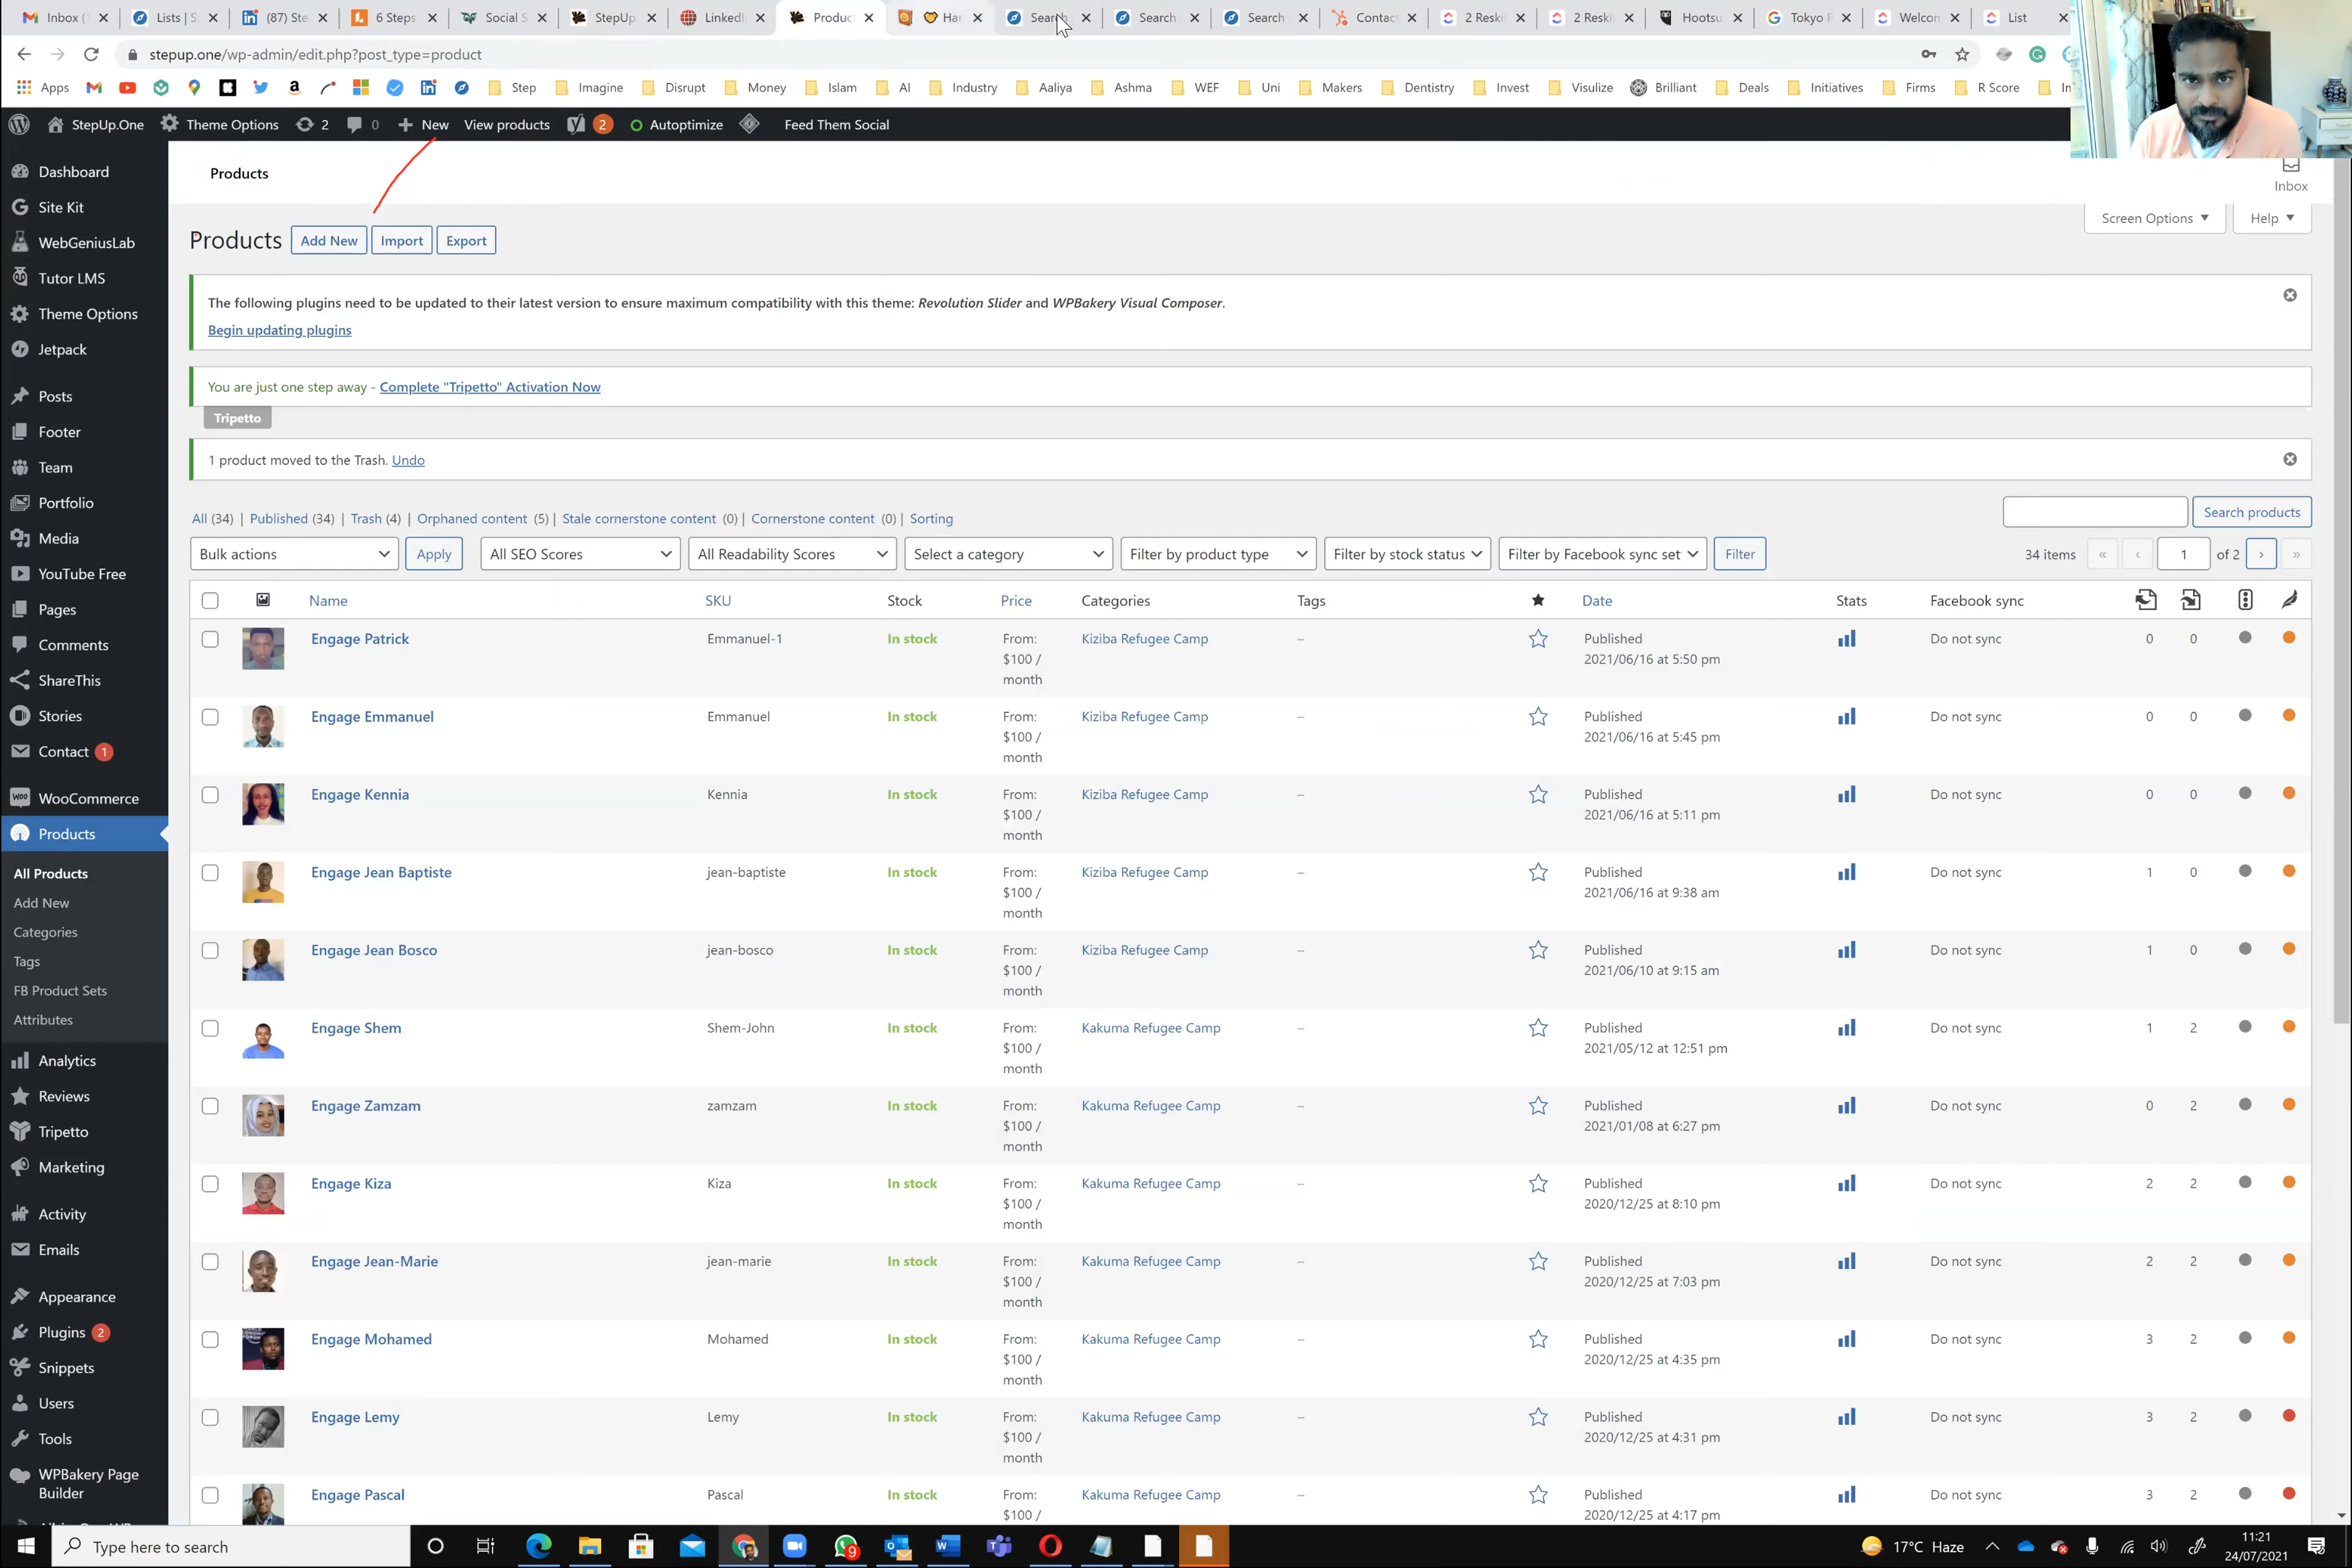 Inbox (1
Lists | S
(87) Ste
6 Steps
Social S
StepUp.
LinkedI
Produc
Har
Search
Search
Search
Contac
2 Reskil
2 Reskil
Hootsu
Tokyo R
Welcon
List
stepup.one/wp-admin/edit.php?post_type=product
Apps
Step
Imagine
Disrupt
Money
Islam
AI
Industry
Aaliya
Ashma
WEF
Uni
Makers
Dentistry
Invest
Visulize
Brilliant
Deals
Initiatives
Firms
R Score
StepUp.One
Theme Options
2
0
New
View products
2
Autoptimize
Feed Them Social
Products
Inbox
Screen Options
Help
Dashboard
Site Kit
WebGeniusLab
Tutor LMS
Theme Options
Jetpack
Posts
Footer
Team
Portfolio
Media
YouTube Free
Pages
Comments
ShareThis
Stories
Contact 1
WooCommerce
Products
All Products
Add New
Categories
Tags
FB Product Sets
Attributes
Analytics
Reviews
Tripetto
Marketing
Activity
Emails
Appearance
Plugins 2
Snippets
Users
Tools
WPBakery Page
Builder
Products
Add New
Import
Export
The following plugins need to be updated to their latest version to ensure maximum compatibility with this theme: Revolution Slider and WPBakery Visual Composer.
Begin updating plugins
You are just one step away - Complete "Tripetto" Activation Now
Tripetto
1 product moved to the Trash. Undo
All (34) | Published (34) | Trash (4) | Orphaned content (5) | Stale cornerstone content (0) | Cornerstone content (0) | Sorting
Search products
Bulk actions
Apply
All SEO Scores
All Readability Scores
Select a category
Filter by product type
Filter by stock status
Filter by Facebook sync set
Filter
34 items « ‹ 1 of 2 › »
Name SKU Stock Price Categories Tags Date Stats Facebook sync
Engage Patrick Emmanuel-1 In stock From: Kiziba Refugee Camp – Published Do not sync 0 0
$100 / 2021/06/16 at 5:50 pm
month
Engage Emmanuel Emmanuel In stock From: Kiziba Refugee Camp – Published Do not sync 0 0
$100 / 2021/06/16 at 5:45 pm
month
Engage Kennia Kennia In stock From: Kiziba Refugee Camp – Published Do not sync 0 0
$100 / 2021/06/16 at 5:11 pm
month
Engage Jean Baptiste jean-baptiste In stock From: Kiziba Refugee Camp – Published Do not sync 1 0
$100 / 2021/06/16 at 9:38 am
month
Engage Jean Bosco jean-bosco In stock From: Kiziba Refugee Camp – Published Do not sync 1 0
$100 / 2021/06/10 at 9:15 am
month
Engage Shem Shem-John In stock From: Kakuma Refugee Camp – Published Do not sync 1 2
$100 / 2021/05/12 at 12:51 pm
month
Engage Zamzam zamzam In stock From: Kakuma Refugee Camp – Published Do not sync 0 2
$100 / 2021/01/08 at 6:27 pm
month
Engage Kiza Kiza In stock From: Kakuma Refugee Camp – Published Do not sync 2 2
$100 / 2020/12/25 at 8:10 pm
month
Engage Jean-Marie jean-marie In stock From: Kakuma Refugee Camp – Published Do not sync 2 2
$100 / 2020/12/25 at 7:03 pm
month
Engage Mohamed Mohamed In stock From: Kakuma Refugee Camp – Published Do not sync 3 2
$100 / 2020/12/25 at 4:35 pm
month
Engage Lemy Lemy In stock From: Kakuma Refugee Camp – Published Do not sync 3 2
$100 / 2020/12/25 at 4:31 pm
month
Engage Pascal Pascal In stock From: Kakuma Refugee Camp – Published Do not sync 3 2
$100 / 2020/12/25 at 4:17 pm
Type here to search
9
17°C Haze
11:21
24/07/2021